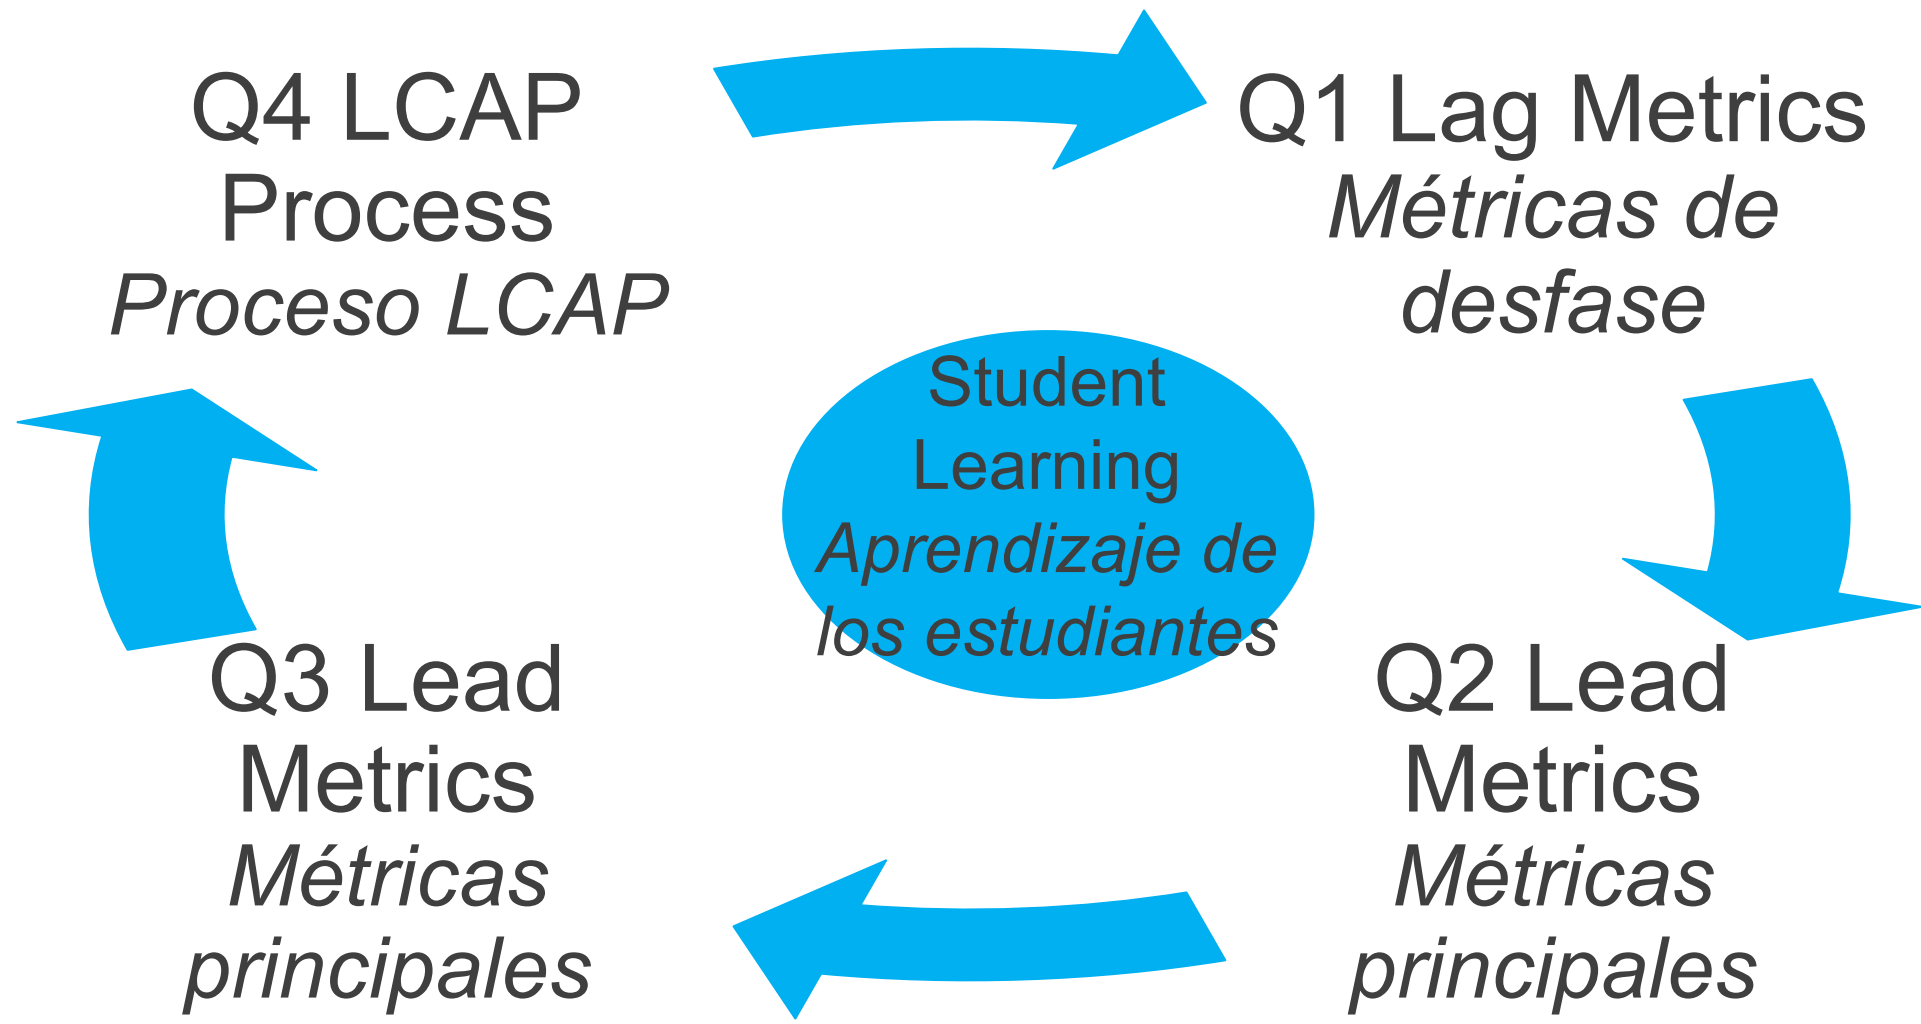 Q4 LCAP
Process
Proceso LCAP
Q1 Lag Metrics
Métricas de
desfase
Student
Learning
Aprendizaje de
los estudiantes
Q3 Lead
Metrics
Métricas
principales
Q2 Lead
Metrics
Métricas
principales